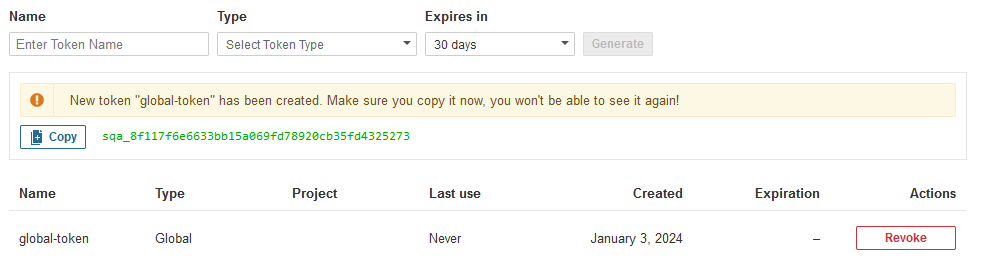 Name Type Expires in
Enter Token Name Select Token Type 30 days Generate
New token "global-token" has been created. Make sure you copy it now, you won't be able to see it again!
Copy sqa_8f117f6e6633bb15a069fd78920cb35fd4325273
Name Type Project Last use Created Expiration Actions
global-token Global Never January 3, 2024 – Revoke